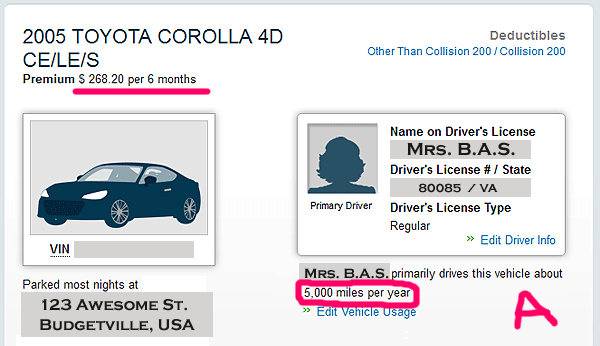 2005 TOYOTA COROLLA 4D
CE/LE/S
Premium $ 268.20 per 6 months
Deductibles
Other Than Collision 200 / Collision 200
VIN
Parked most nights at
123 Awesome St.
Budgetville, USA
Primary Driver
Name on Driver's License
Mrs. B.A.S.
Driver's License # / State
80085 / VA
Driver's License Type
Regular
» Edit Driver Info
Mrs. B.A.S. primarily drives this vehicle about
5,000 miles per year
» Edit Vehicle Usage
A